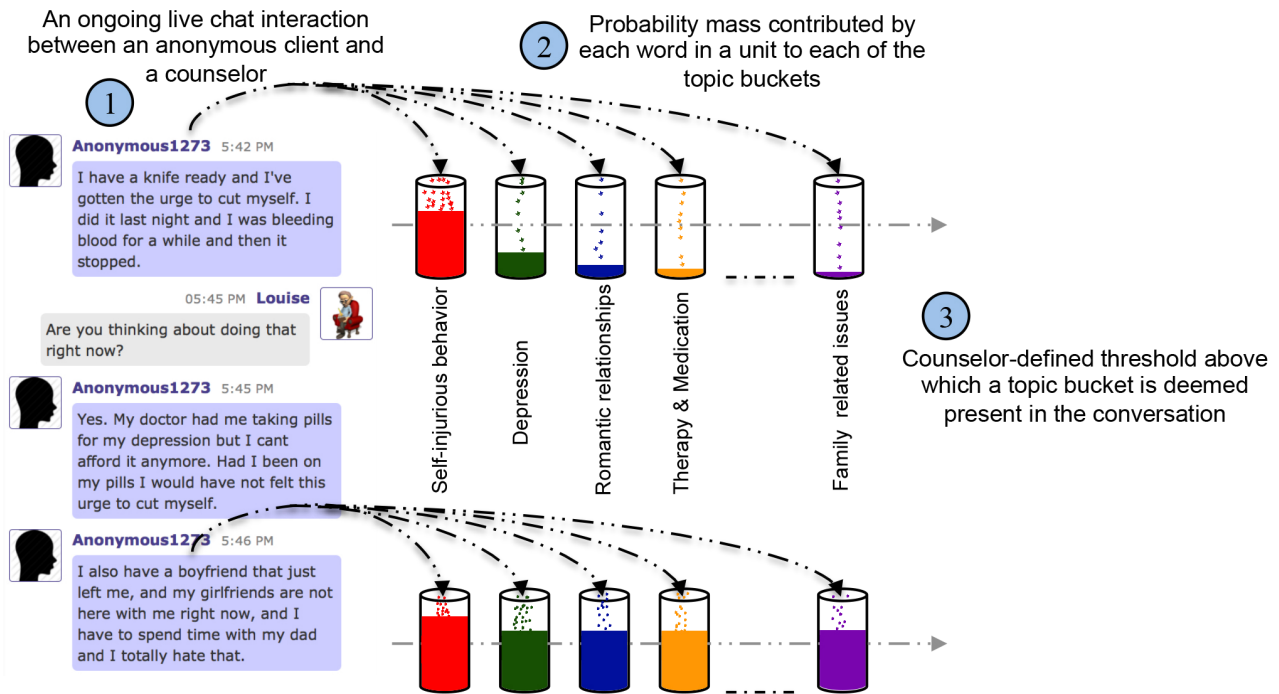 An ongoing live chat interaction
between an anonymous client and
a counselor
1
2
Probability mass contributed by
each word in a unit to each of the
topic buckets
Anonymous1273 5:42 PM
I have a knife ready and I've
gotten the urge to cut myself. I
did it last night and I was bleeding
blood for a while and then it
stopped.
05:45 PM Louise
Are you thinking about doing that
right now?
Anonymous1273 5:45 PM
Yes. My doctor had me taking pills
for my depression but I cant
afford it anymore. Had I been on
my pills I would have not felt this
urge to cut myself.
Anonymous1273 5:46 PM
I also have a boyfriend that just
left me, and my girlfriends are not
here with me right now, and I
have to spend time with my dad
and I totally hate that.
Self-injurious behavior
Depression
Romantic relationships
Therapy & Medication
Family related issues
3
Counselor-defined threshold above
which a topic bucket is deemed
present in the conversation